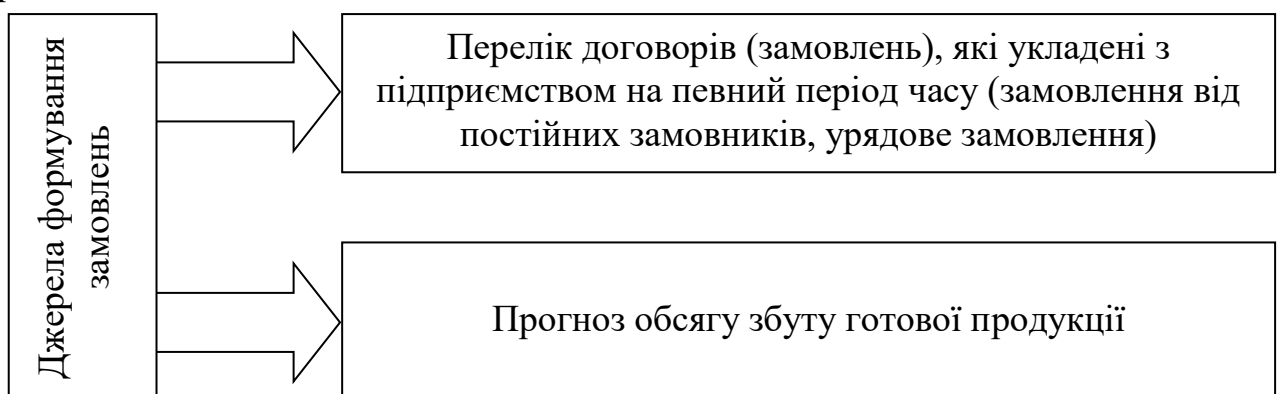 Джерела формування
замовлень
Перелік договорів (замовлень), які укладені з
підприємством на певний період часу (замовлення від
постійних замовників, урядове замовлення)
Прогноз обсягу збуту готової продукції